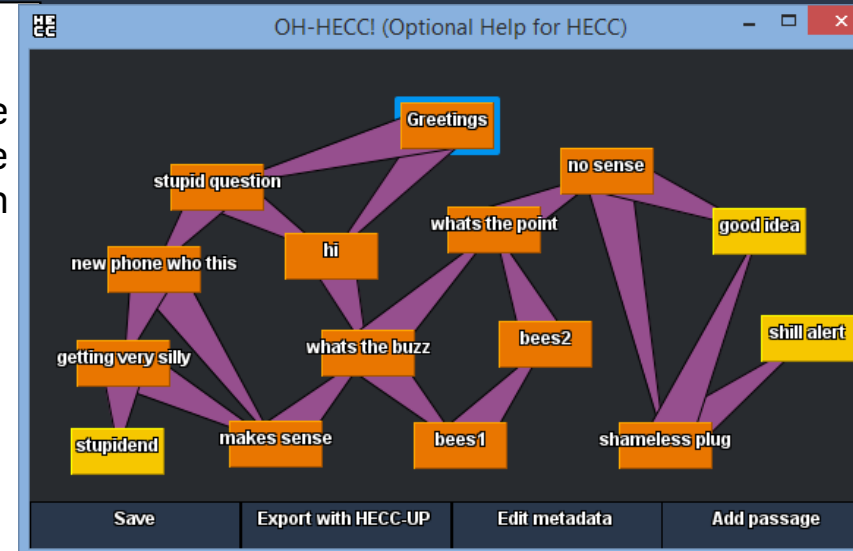 HE
CC
OH-HECC! (Optional Help for HECC)
e
e
n
Greetings
no sense
stupid question
whats the point
good idea
hi
new phone who this
shill alert
bees2
whats the buzz
getting very silly
makes sense
bees1
shameless plug
stupidend
Save
Export with HECC-UP
Edit metadata
Add passage